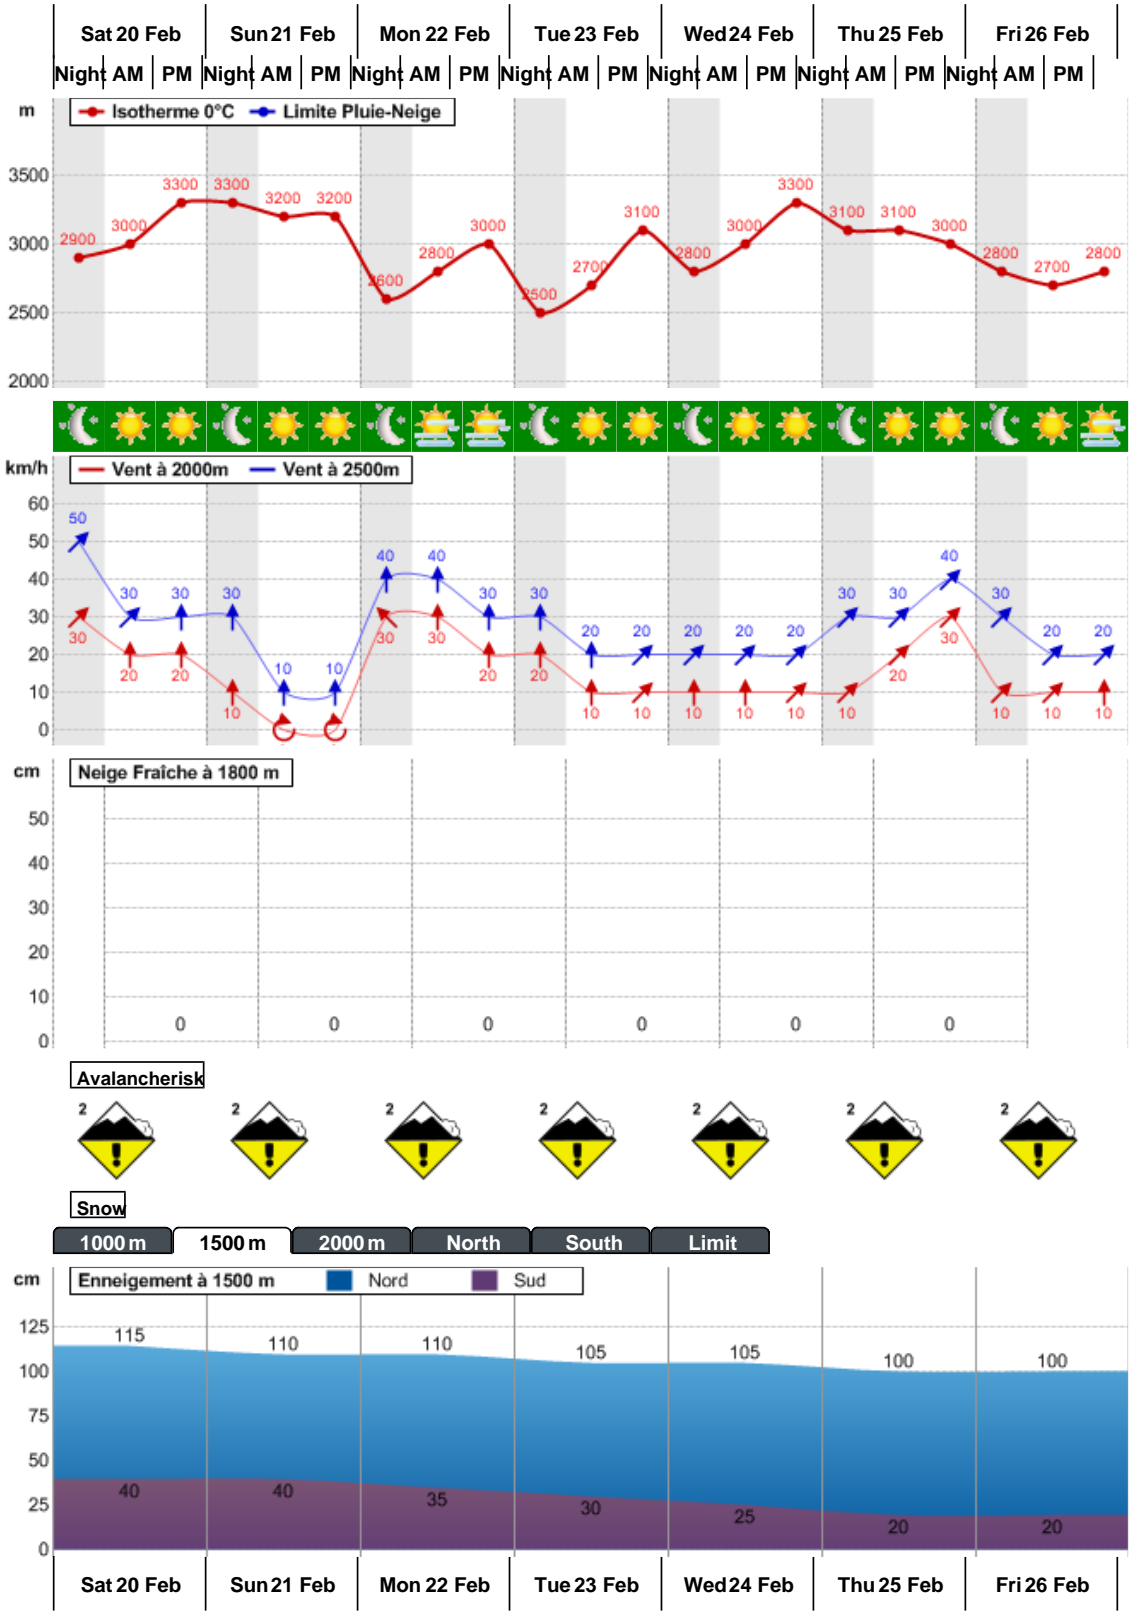 Sat 20 Feb Sun 21 Feb Mon 22 Feb Tue 23 Feb Wed 24 Feb Thu 25 Feb Fri 26 Feb
Night AM PM Night AM PM Night AM PM Night AM PM Night AM PM Night AM PM Night AM PM
m Isotherme 0°C Limite Pluie-Neige
3500
3300 3300 3200 3200 3300
3000 3100 3100 3100 3000
3000 2900 3000 2800 2800 3000 2800 2800
2600 2700 2700
2500 2500
2000
km/h Vent à 2000m Vent à 2500m
60
50 50
40 40 40 40
30 30 30 30 30 30 30 30 30
30 30 30 30 30
20 20 20 20 20 20 20 20
20 20 20 20 20
10 10 10
10 10 10 10 10 10 10 10 10 10
0
cm Neige Fraîche à 1800 m
50
40
30
20
10
0 0 0 0 0 0
0
Avalancherisk
2 2 2 2 2 2 2
Snow
1000 m 1500 m 2000 m North South Limit
cm Enneigement à 1500 m Nord Sud
125 115 110 110 105 105 100 100
100
75
50
40 40 35 30 25 20 20
25
0
Sat 20 Feb Sun 21 Feb Mon 22 Feb Tue 23 Feb Wed 24 Feb Thu 25 Feb Fri 26 Feb